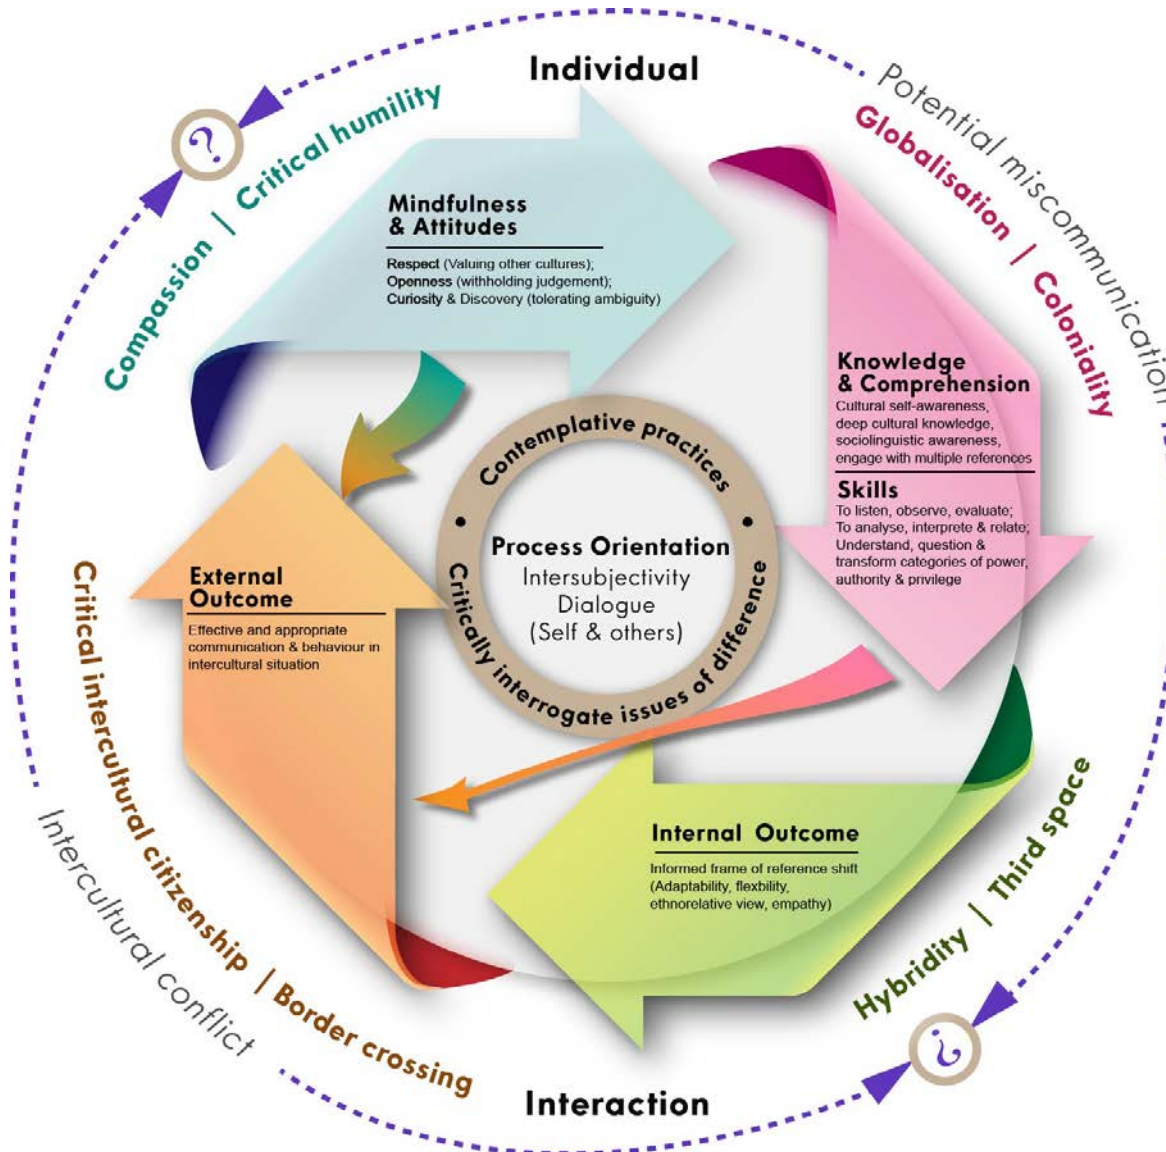 Individual
Potential miscommunication
Compassion | Critical humility
Globalisation | Coloniality
?
Mindfulness
& Attitudes
Respect (Valuing other cultures);
Openness (withholding judgement);
Curiosity & Discovery (tolerating ambiguity)
Knowledge
& Comprehension
Cultural self-awareness,
deep cultural knowledge,
sociolinguistic awareness,
engage with multiple references
Skills
To listen, observe, evaluate;
To analyse, interprete & relate;
Understand, question &
transform categories of power,
authority & privilege
Contemplative practices
Process Orientation
Intersubjectivity
Dialogue
(Self & others)
Critically interrogate issues of difference
External
Outcome
Effective and appropriate
communication & behaviour in
intercultural situation
Internal Outcome
Informed frame of reference shift
(Adaptability, flexbility,
ethnorelative view, empathy)
Critical intercultural citizenship | Border crossing
Hybridity | Third space
Intercultural conflict
?
Interaction